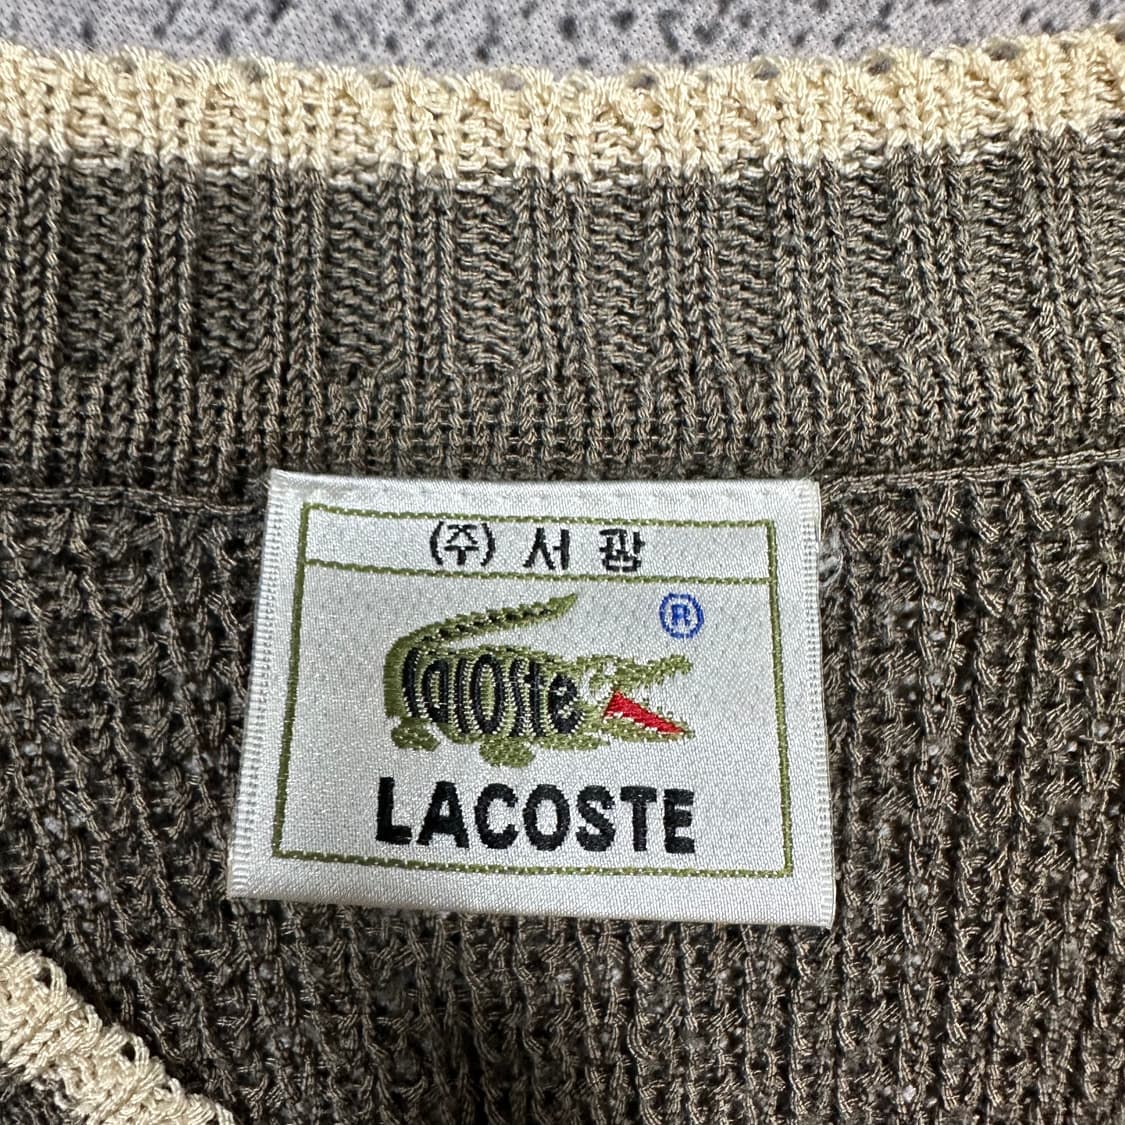 (주) 서광
®
lacoste
LACOSTE